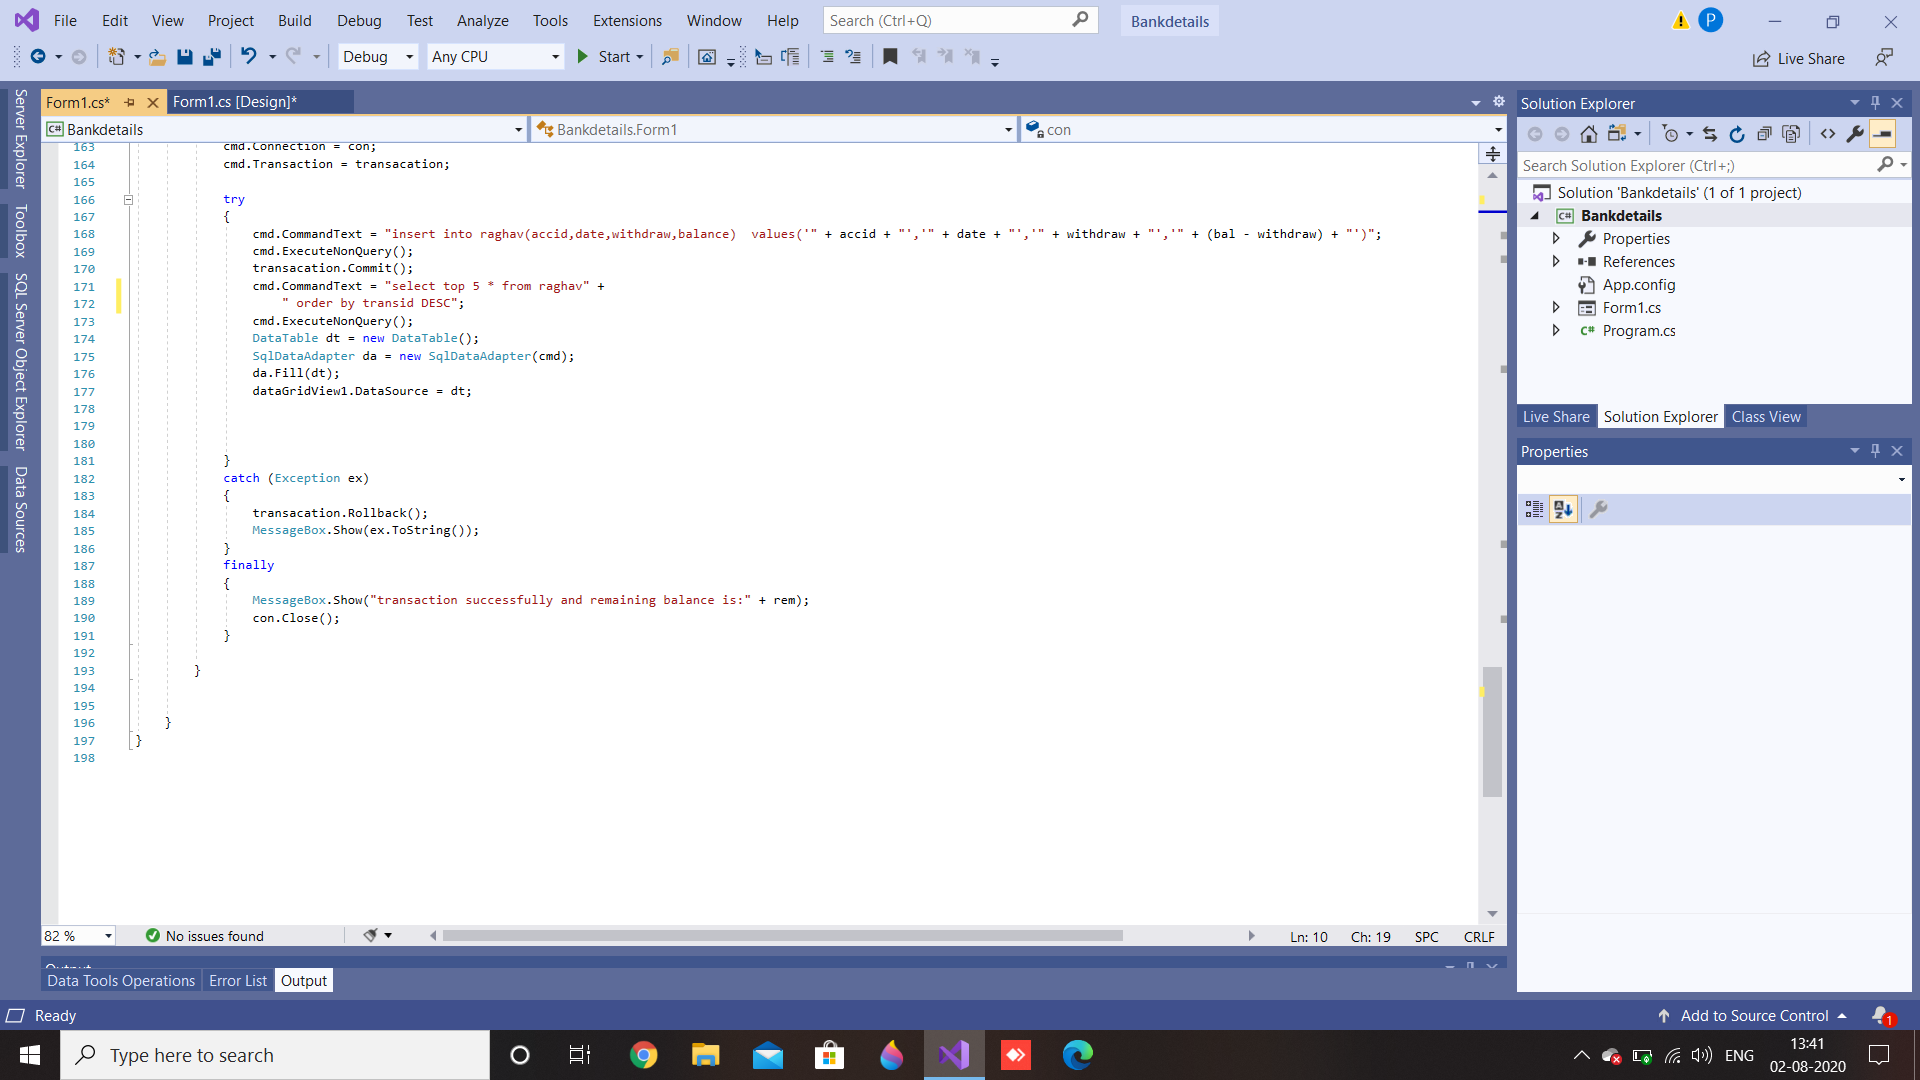 File Edit View Project Build Debug Test Analyze Tools Extensions Window Help Search (Ctrl+Q) Bankdetails P
Debug Any CPU Start Live Share
Form1.cs* Form1.cs [Design]*
C# Bankdetails Bankdetails.Form1 con
Server Explorer
Toolbox
SQL Server Object Explorer
Data Sources
163 cmd.Connection = con;
164 cmd.Transaction = transacation;
165
166 try
167 {
168 cmd.CommandText = "insert into raghav(accid,date,withdraw,balance)  values('" + accid + "','" + date + "','" + withdraw + "','" + (bal - withdraw) + "')";
169 cmd.ExecuteNonQuery();
170 transacation.Commit();
171 cmd.CommandText = "select top 5 * from raghav" +
172 " order by transid DESC";
173 cmd.ExecuteNonQuery();
174 DataTable dt = new DataTable();
175 SqlDataAdapter da = new SqlDataAdapter(cmd);
176 da.Fill(dt);
177 dataGridView1.DataSource = dt;
178
179
180
181 }
182 catch (Exception ex)
183 {
184 transacation.Rollback();
185 MessageBox.Show(ex.ToString());
186 }
187 finally
188 {
189 MessageBox.Show("transaction successfully and remaining balance is:" + rem);
190 con.Close();
191 }
192
193 }
194
195
196 }
197 }
198
82 % No issues found Ln: 10 Ch: 19 SPC CRLF
Output
Data Tools Operations Error List Output
Solution Explorer
Search Solution Explorer (Ctrl+;)
Solution 'Bankdetails' (1 of 1 project)
C# Bankdetails
Properties
References
App.config
Form1.cs
C# Program.cs
Live Share Solution Explorer Class View
Properties
Ready Add to Source Control 1
Type here to search ENG 13:41
02-08-2020